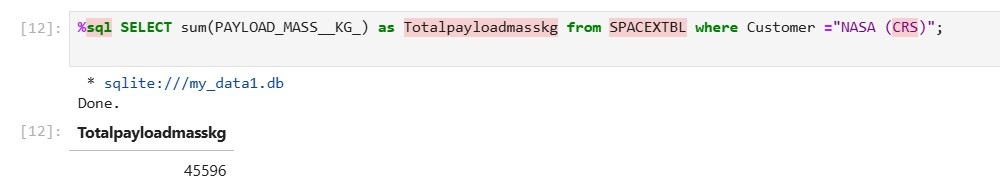 [12]: %sql SELECT sum(PAYLOAD_MASS__KG_) as Totalpayloadmasskg from SPACEXTBL where Customer ="NASA (CRS)";
* sqlite:///my_data1.db
Done.
[12]: Totalpayloadmasskg
45596